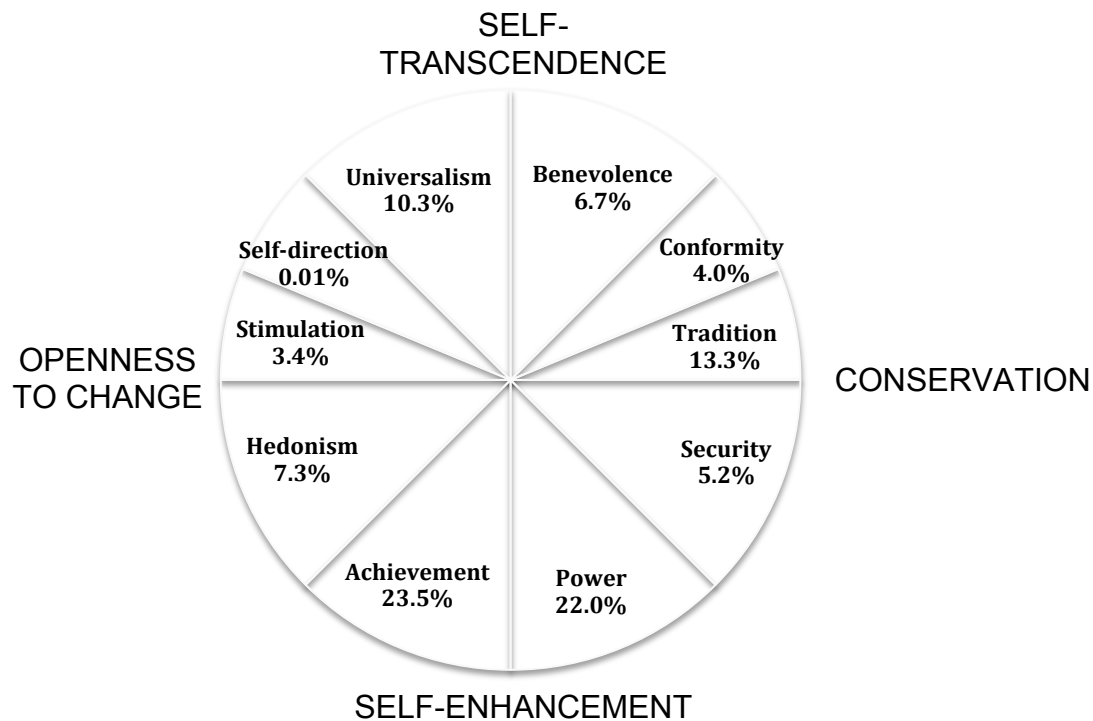 SELF-
TRANSCENDENCE
Universalism
10.3%
Benevolence
6.7%
Self-direction
0.01%
Conformity
4.0%
Stimulation
3.4%
Tradition
13.3%
OPENNESS
TO CHANGE
CONSERVATION
Hedonism
7.3%
Security
5.2%
Achievement
23.5%
Power
22.0%
SELF-ENHANCEMENT